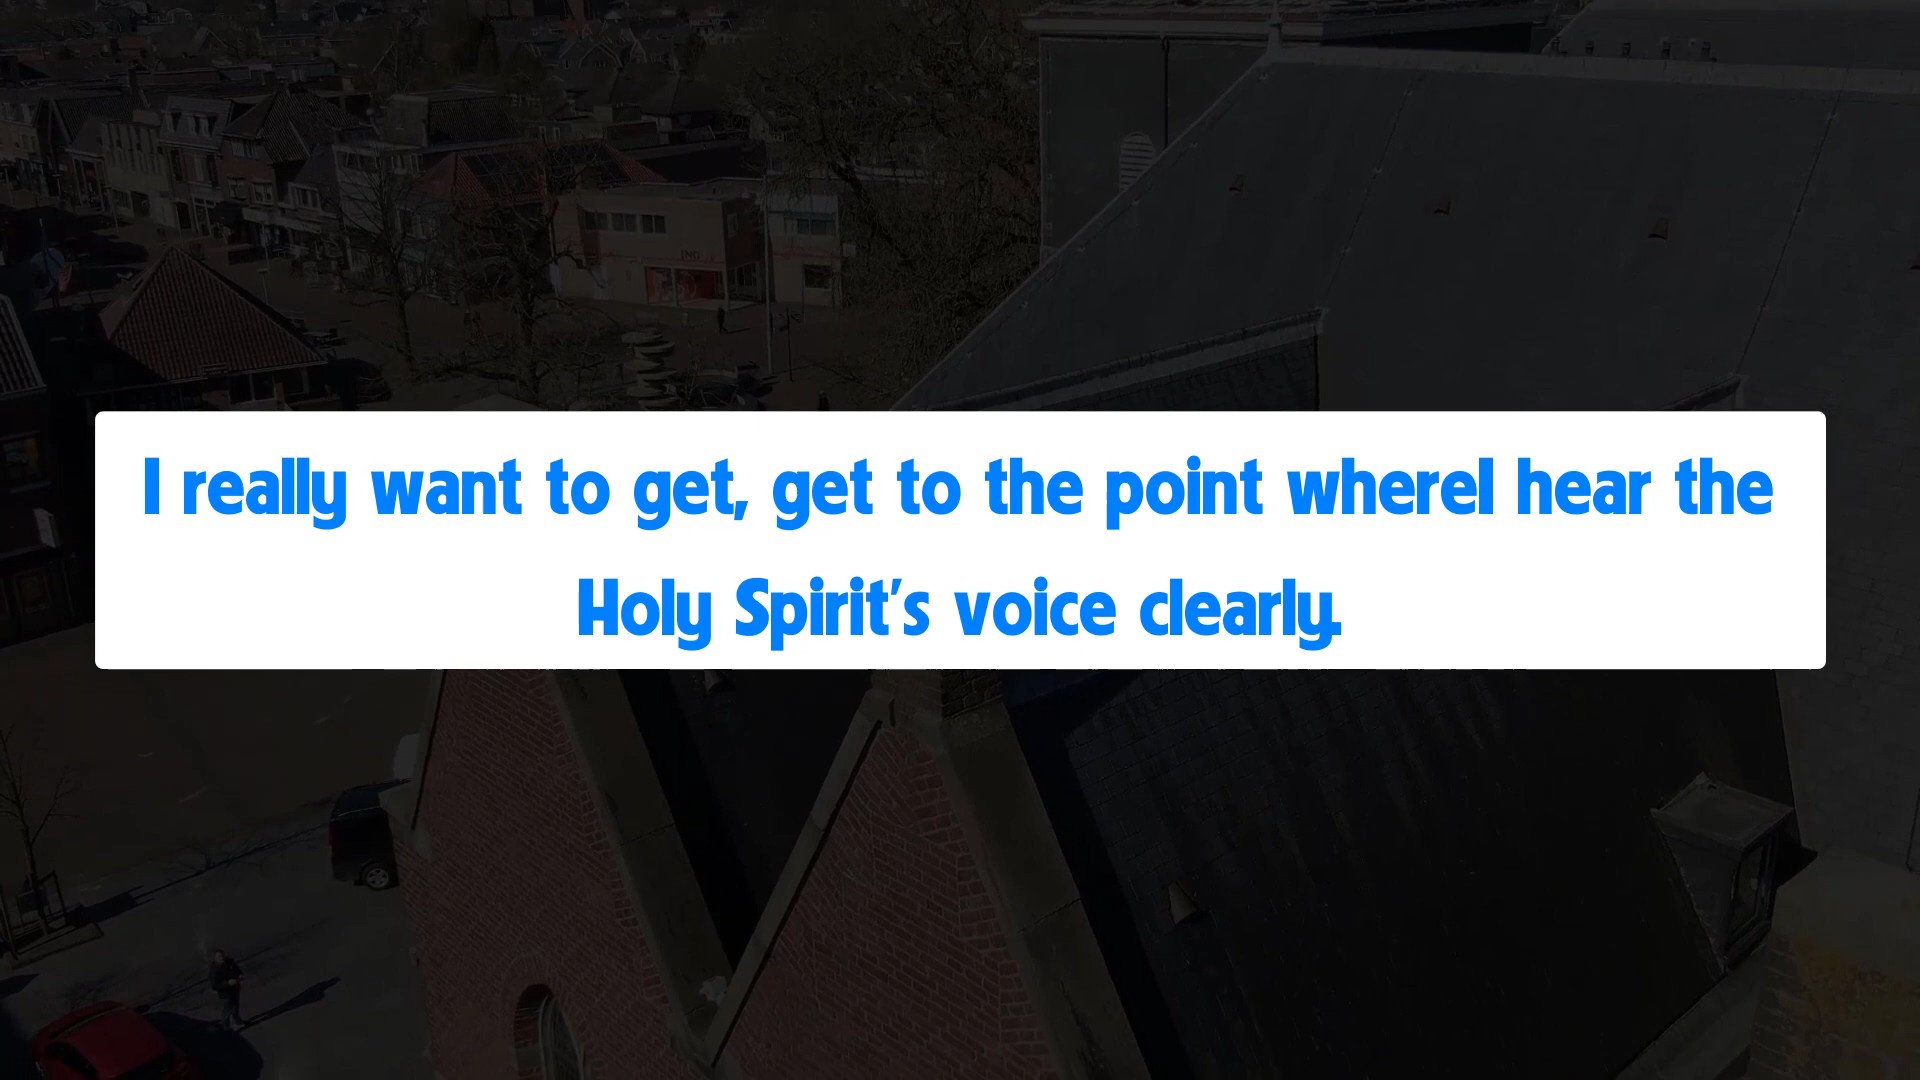 I really want to get, get to the point whereI hear the
Holy Spirit's voice clearly.